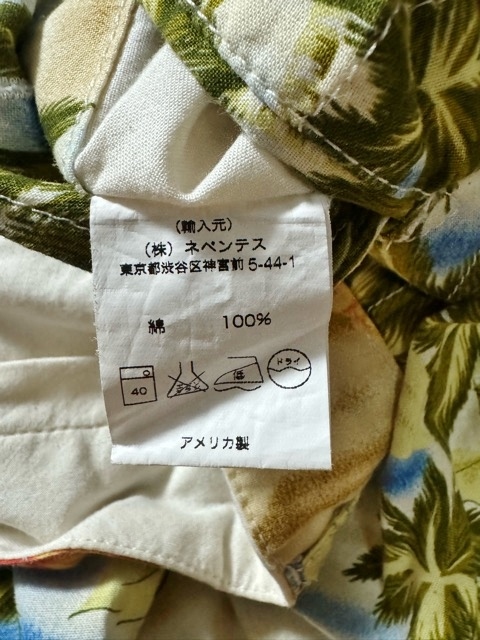 (輸入元)
(株) ネペンテス
東京都渋谷区神宮前 5-44-1
綿 100%
40 低 ドライ
アメリカ製